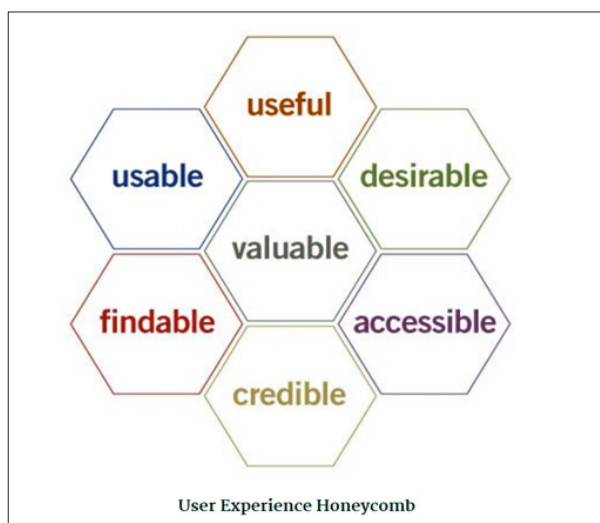 useful
usable
desirable
valuable
findable
accessible
credible
User Experience Honeycomb